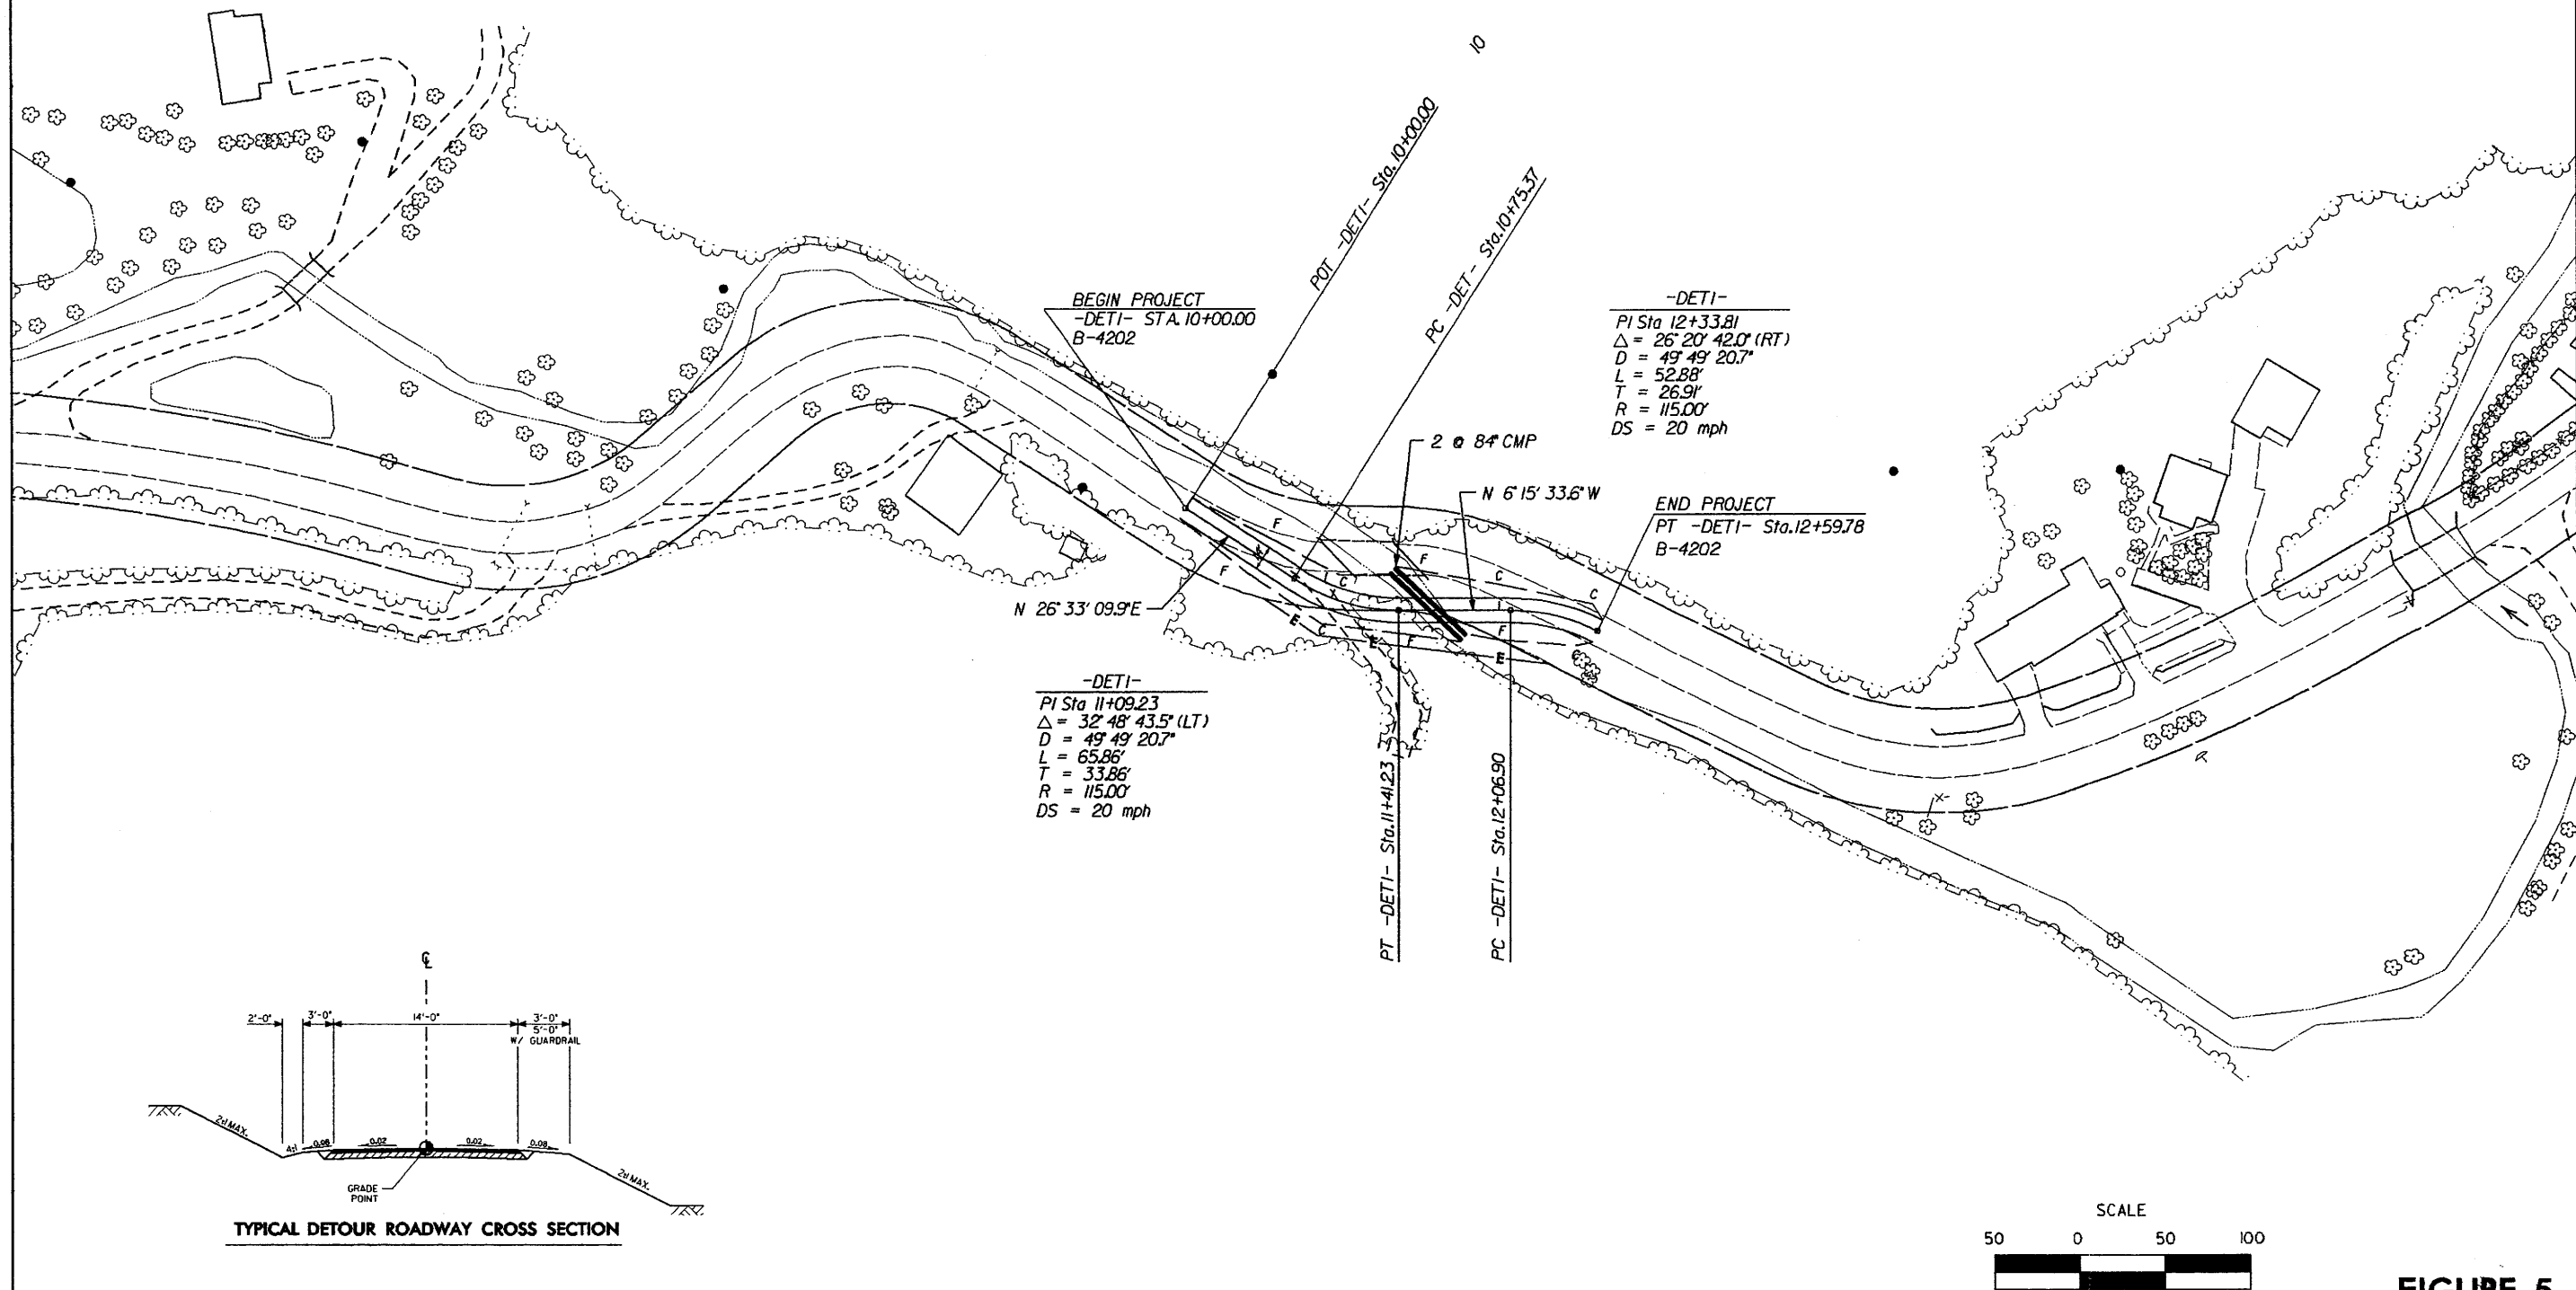 10
POT -DET1- Sta. 10+00.00
PC -DET- Sta. 10+75.37
BEGIN PROJECT
-DET1- STA. 10+00.00
B-4202
-DET1-
PI Sta 12+33.81
Δ = 26° 20' 42.0" (RT)
D = 49° 49' 20.7"
L = 52.88'
T = 26.91'
R = 115.00'
DS = 20 mph
2 @ 84" CMP
N 6° 15' 33.6" W
END PROJECT
PT -DET1- Sta. 12+59.78
B-4202
F
F
C
C
C
F
E
E
F
F
E
N 26° 33' 09.9" E
-DET1-
PI Sta 11+09.23
Δ = 32° 48' 43.5" (LT)
D = 49° 49' 20.7"
L = 65.86'
T = 33.86'
R = 115.00'
DS = 20 mph
PT -DET1- Sta. 11+41.23
PC -DET1- Sta. 12+06.90
℄
2'-0"
3'-0"
14'-0"
3'-0"
5'-0"
W/ GUARDRAIL
2:1 MAX.
4:1
0.08
0.02
0.02
0.08
2:1 MAX.
GRADE
POINT
TYPICAL DETOUR ROADWAY CROSS SECTION
SCALE
50 0 50 100
FIGURE 5